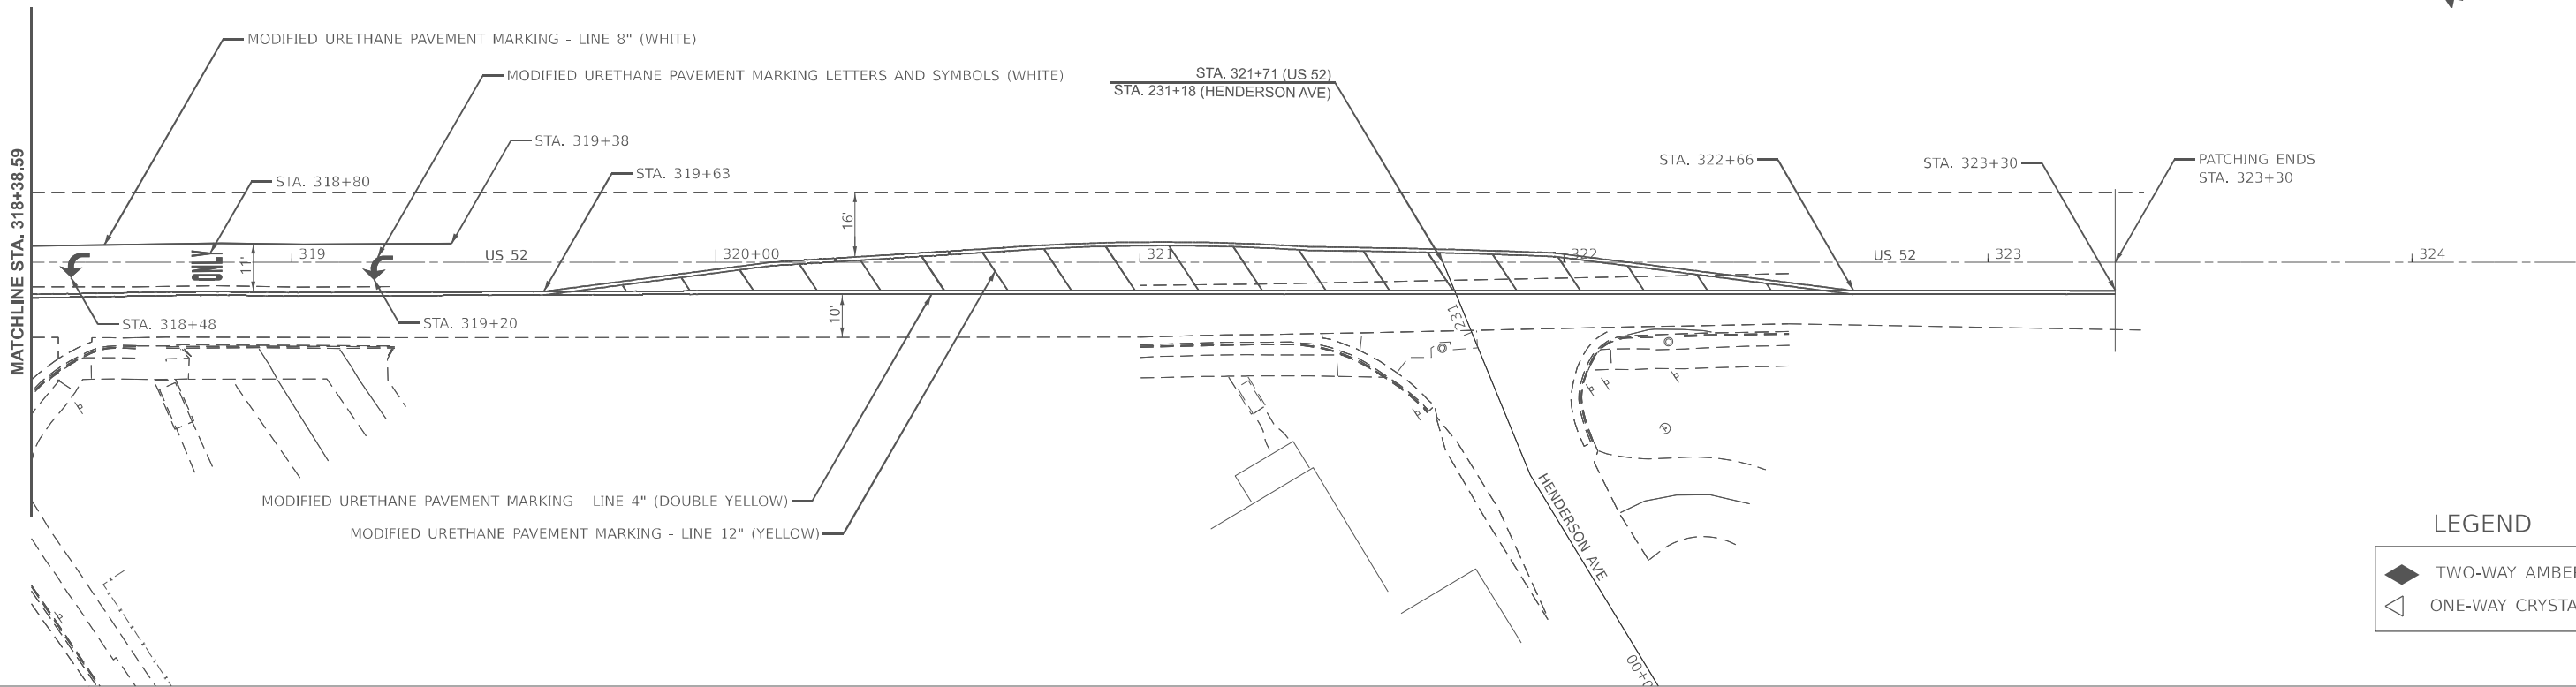 MODIFIED URETHANE PAVEMENT MARKING - LINE 8" (WHITE)
MODIFIED URETHANE PAVEMENT MARKING LETTERS AND SYMBOLS (WHITE)
STA. 321+71 (US 52)
STA. 231+18 (HENDERSON AVE)
STA. 319+38
STA. 319+63
STA. 318+80
STA. 322+66
STA. 323+30
PATCHING ENDS
STA. 323+30
MATCHLINE STA. 318+38.59
16'
ONLY
11'
319
US 52
320+00
321
322
US 52
323
324
STA. 318+48
STA. 319+20
10'
231
MODIFIED URETHANE PAVEMENT MARKING - LINE 4" (DOUBLE YELLOW)
MODIFIED URETHANE PAVEMENT MARKING - LINE 12" (YELLOW)
HENDERSON AVE
LEGEND
TWO-WAY AMBE
ONE-WAY CRYSTA